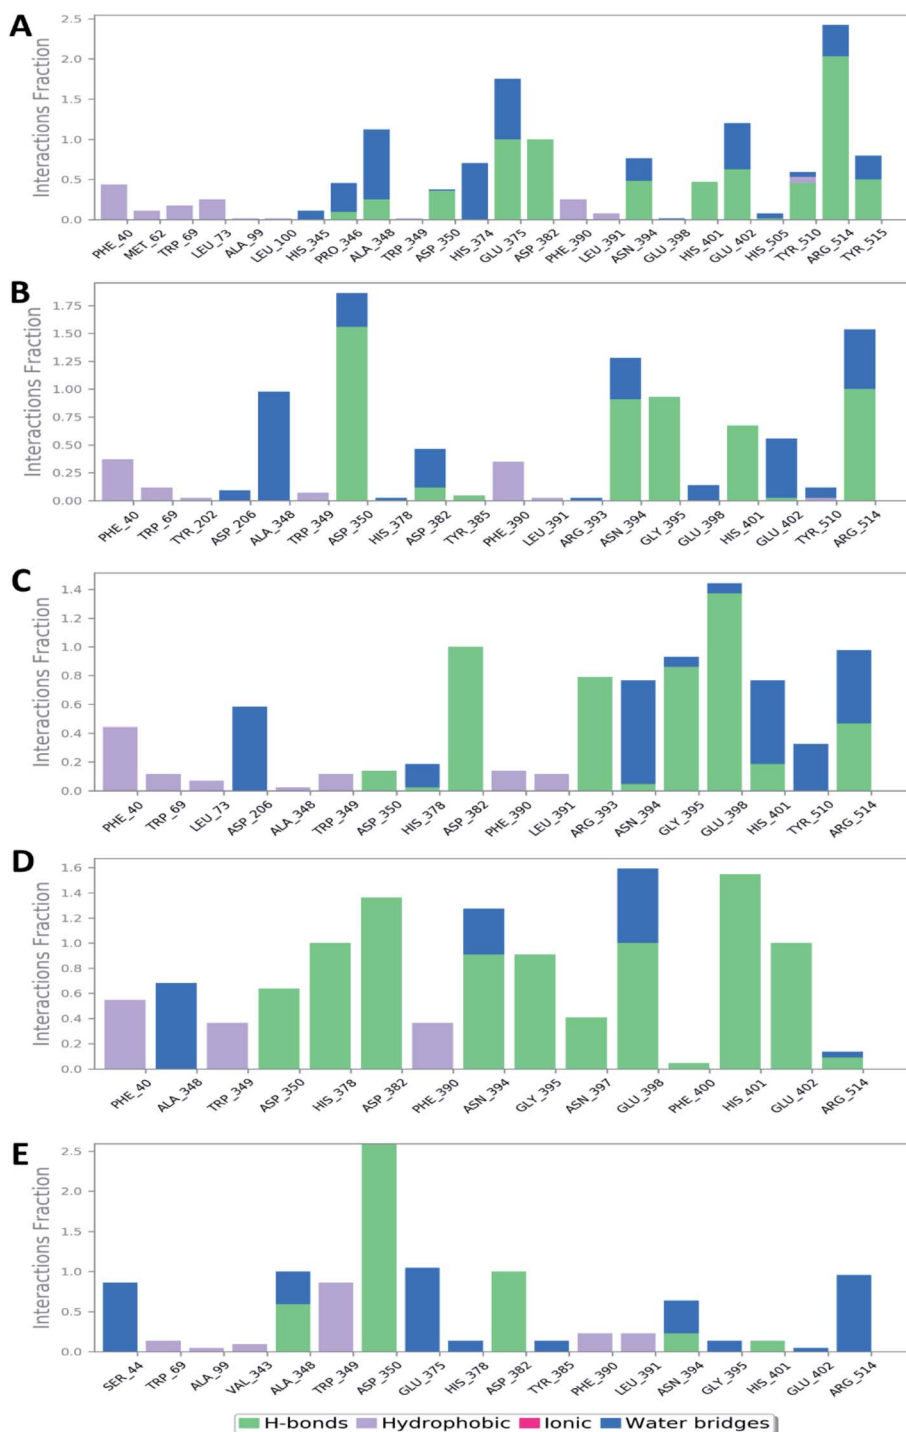 A
Interactions Fraction
2.5
2.0
1.5
1.0
0.5
0.0
PHE_40 MET_62 TRP_69 LEU_73 ALA_99 LEU_100 HIS_345 PRO_346 ALA_348 TRP_349 ASP_350 HIS_374 GLU_375 ASP_382 PHE_390 LEU_391 ASN_394 GLU_398 HIS_401 GLU_402 HIS_505 TYR_510 ARG_514 TYR_515
B
Interactions Fraction
1.75
1.50
1.25
1.00
0.75
0.50
0.25
0.00
PHE_40 TRP_69 TYR_202 ASP_206 ALA_348 TRP_349 ASP_350 HIS_378 ASP_382 TYR_385 PHE_390 LEU_391 ARG_393 ASN_394 GLY_395 GLU_398 HIS_401 GLU_402 TYR_510 ARG_514
C
Interactions Fraction
1.4
1.2
1.0
0.8
0.6
0.4
0.2
0.0
PHE_40 TRP_69 LEU_73 ASP_206 ALA_348 TRP_349 ASP_350 HIS_378 ASP_382 PHE_390 LEU_391 ARG_393 ASN_394 GLY_395 GLU_398 HIS_401 TYR_510 ARG_514
D
Interactions Fraction
1.6
1.4
1.2
1.0
0.8
0.6
0.4
0.2
0.0
PHE_40 ALA_348 TRP_349 ASP_350 HIS_378 ASP_382 PHE_390 ASN_394 GLY_395 ASN_397 GLU_398 PHE_400 HIS_401 GLU_402 ARG_514
E
Interactions Fraction
2.5
2.0
1.5
1.0
0.5
0.0
SER_44 TRP_69 ALA_99 VAL_343 ALA_348 TRP_349 ASP_350 GLU_375 HIS_378 ASP_382 TYR_385 PHE_390 LEU_391 ASN_394 GLY_395 HIS_401 GLU_402 ARG_514
H-bonds Hydrophobic Ionic Water bridges